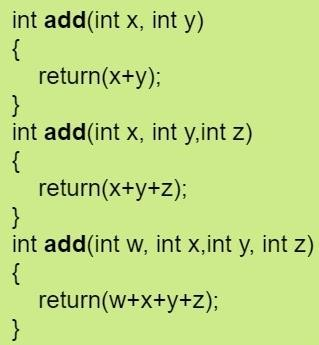 int add(int x, int y)
{
return(x+y);
}
int add(int x, int y,int z)
{
return(x+y+z);
}
int add(int w, int x,int y, int z)
{
return(w+x+y+z);
}